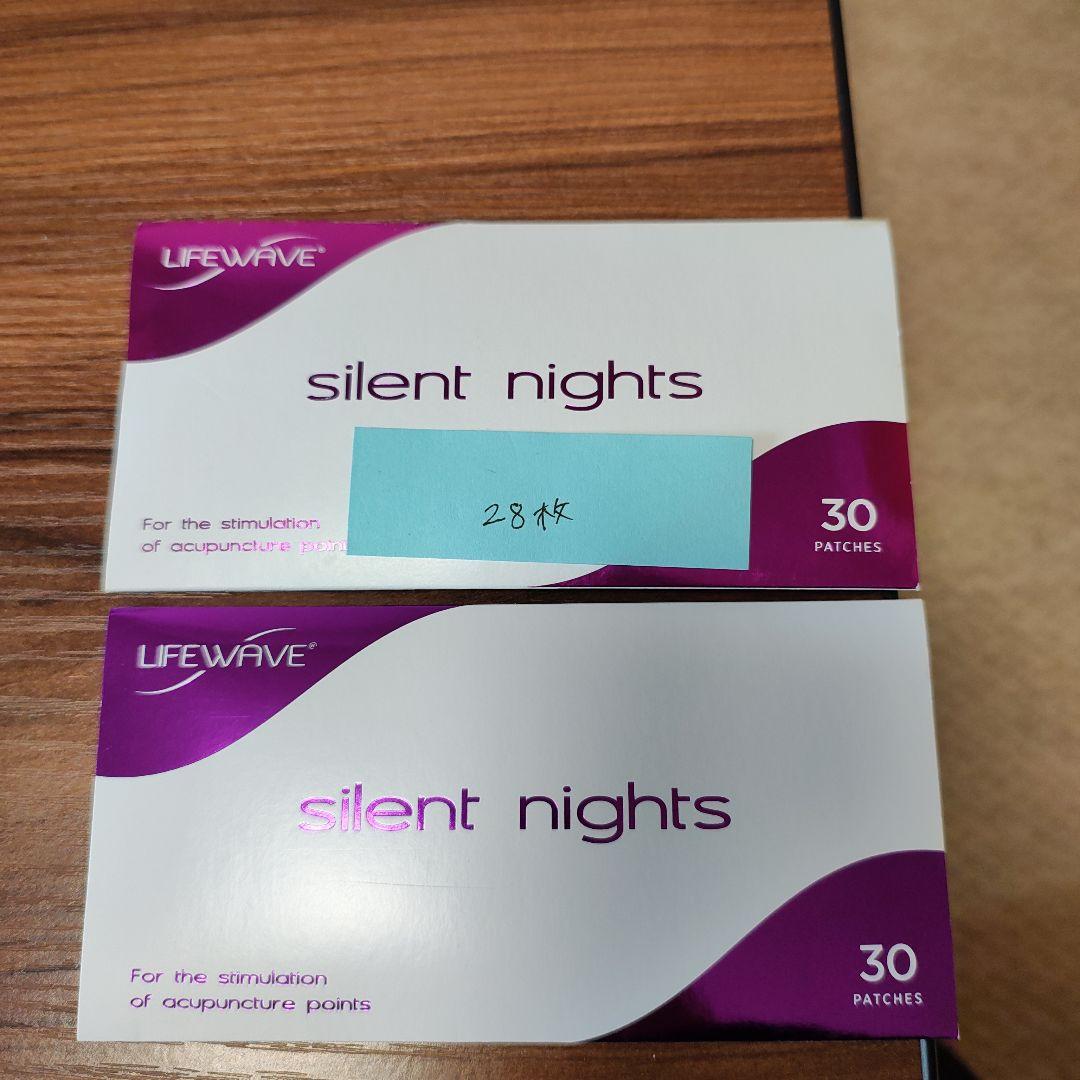 LIFEWAVE®
silent nights
28枚
For the stimulation
of acupuncture point
30
PATCHES
LIFEWAVE®
silent nights
For the stimulation
of acupuncture points
30
PATCHES